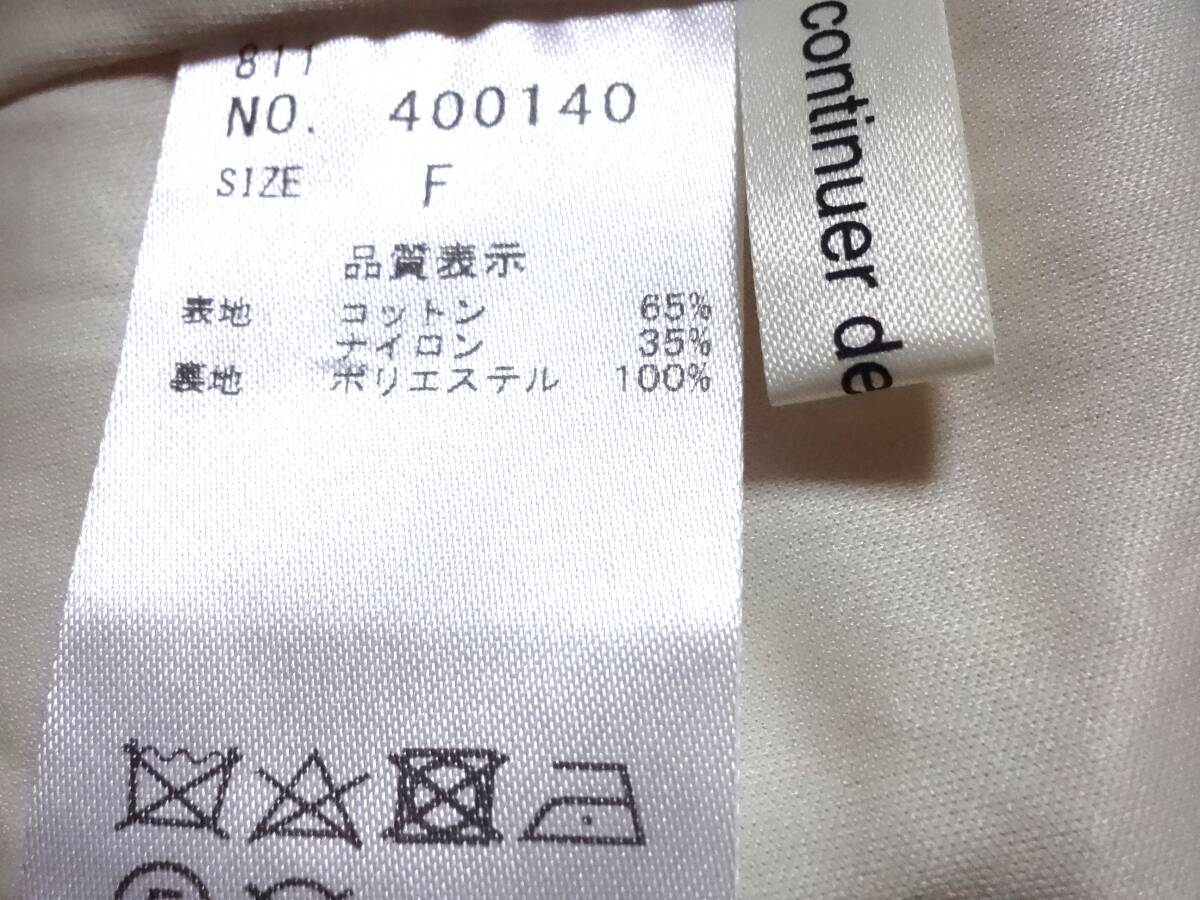 811
NO. 400140
SIZE F
品質表示
表地 コットン 65%
ナイロン 35%
裏地 ポリエステル 100%
continuer de